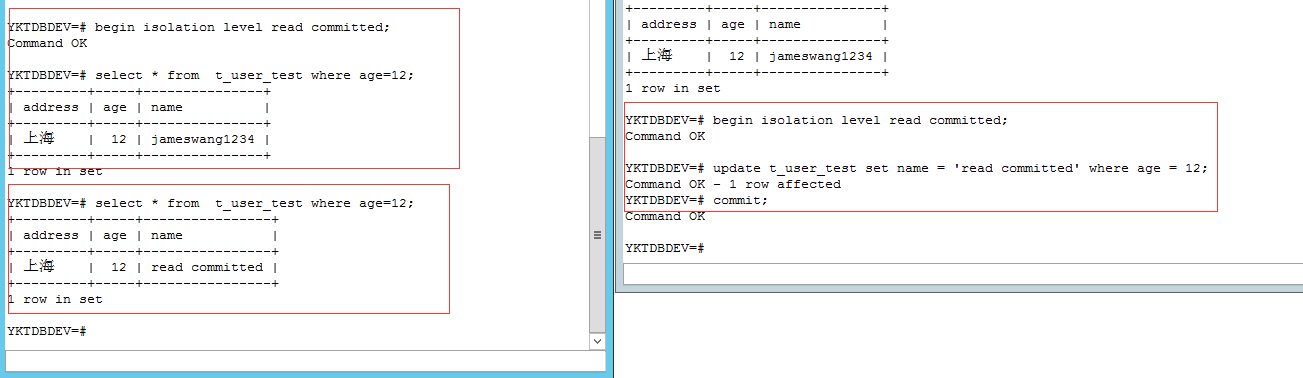 YKTDBDEV=# begin isolation level read committed;
Command OK
YKTDBDEV=# select * from  t_user_test where age=12;
+---------+-----+---------------+
| address | age | name          |
+---------+-----+---------------+
| 上海    |  12 | jameswang1234 |
+---------+-----+---------------+
1 row in set
YKTDBDEV=# select * from  t_user_test where age=12;
+---------+-----+----------------+
| address | age | name           |
+---------+-----+----------------+
| 上海    |  12 | read committed |
+---------+-----+----------------+
1 row in set
YKTDBDEV=#
+---------+-----+---------------+
| address | age | name          |
+---------+-----+---------------+
| 上海    |  12 | jameswang1234 |
+---------+-----+---------------+
1 row in set
YKTDBDEV=# begin isolation level read committed;
Command OK
YKTDBDEV=# update t_user_test set name = 'read committed' where age = 12;
Command OK - 1 row affected
YKTDBDEV=# commit;
Command OK
YKTDBDEV=#